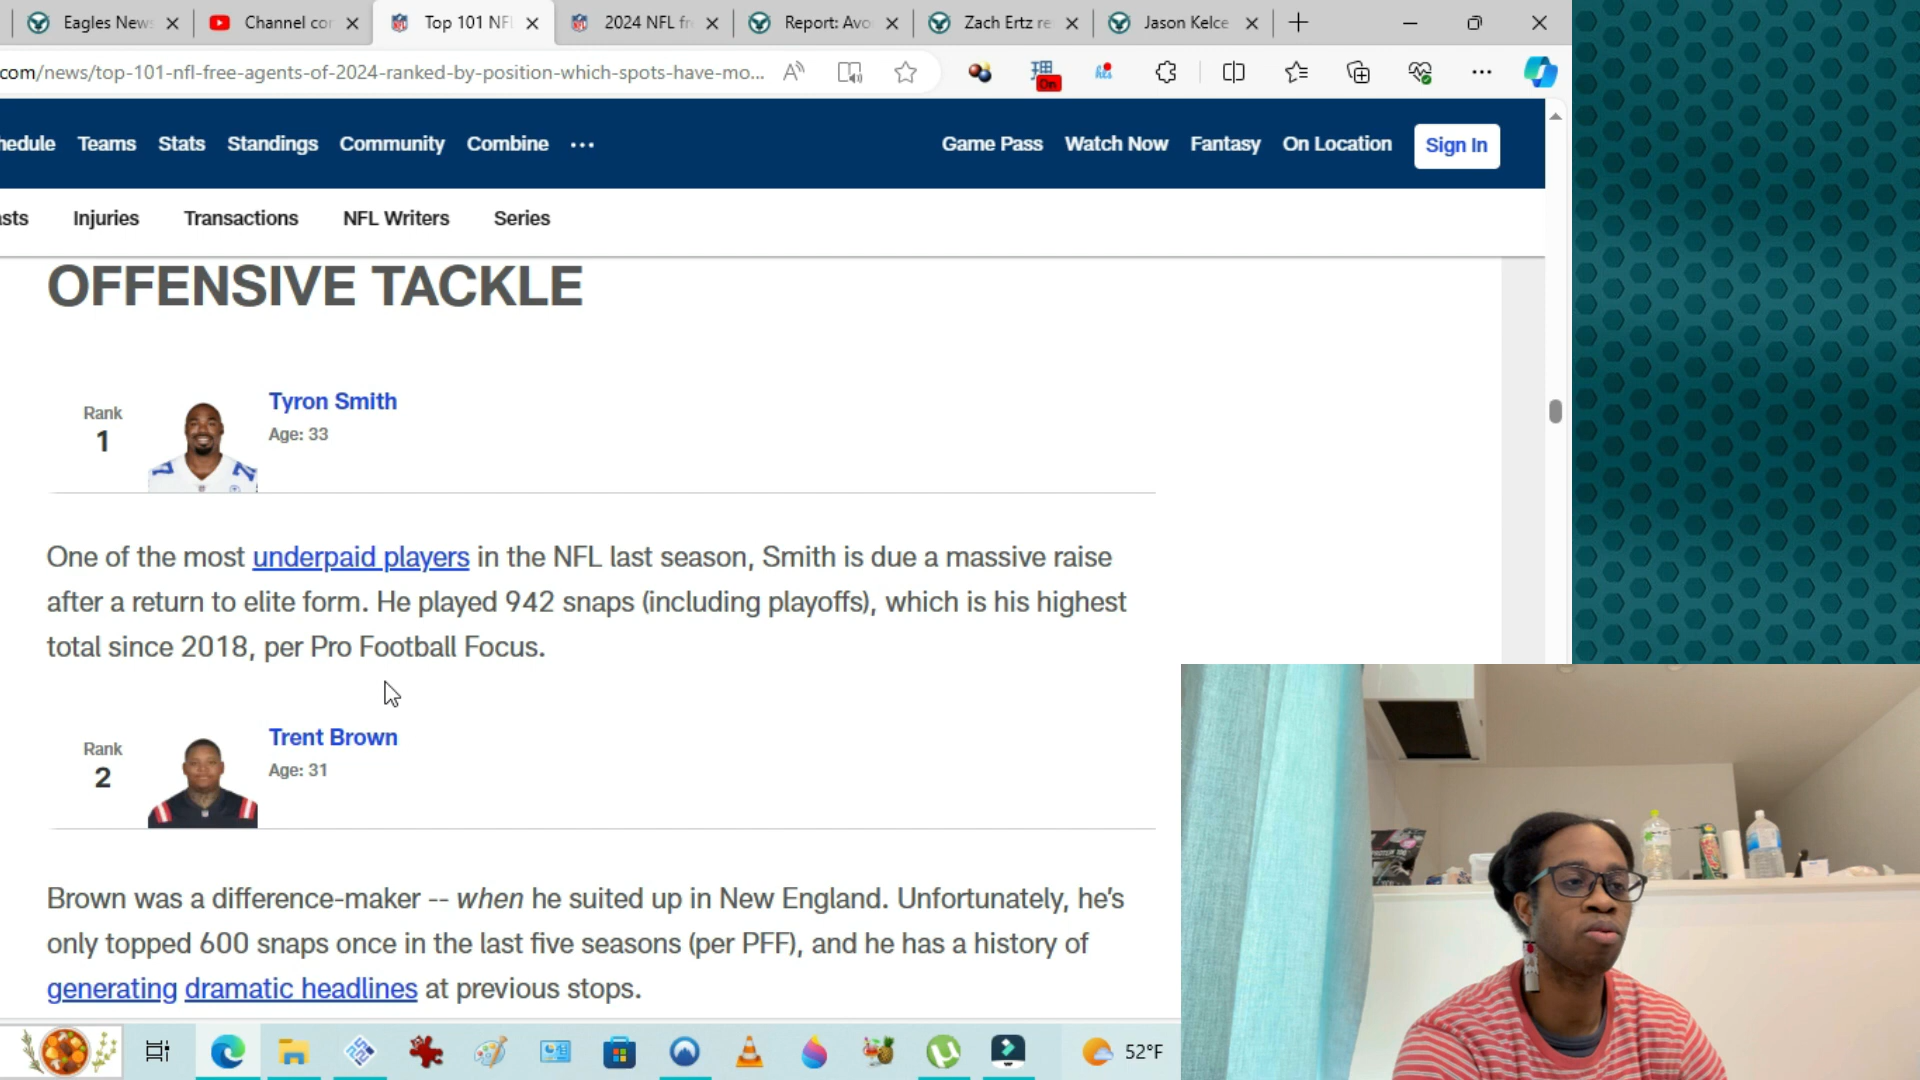 Eagles New
Channel cor
Top 101 NFL
2024 NFL fr
Report: Avo
Zach Ertz re
Jason Kelce
com/news/top-101-nfl-free-agents-of-2024-ranked-by-position-which-spots-have-mo...
On
hedule Teams Stats Standings Community Combine ... Game Pass Watch Now Fantasy On Location Sign In
asts Injuries Transactions NFL Writers Series
OFFENSIVE TACKLE
Rank
1
Tyron Smith
Age: 33
One of the most underpaid players in the NFL last season, Smith is due a massive raise
after a return to elite form. He played 942 snaps (including playoffs), which is his highest
total since 2018, per Pro Football Focus.
Rank
2
Trent Brown
Age: 31
Brown was a difference-maker -- when he suited up in New England. Unfortunately, he's
only topped 600 snaps once in the last five seasons (per PFF), and he has a history of
generating dramatic headlines at previous stops.
52°F